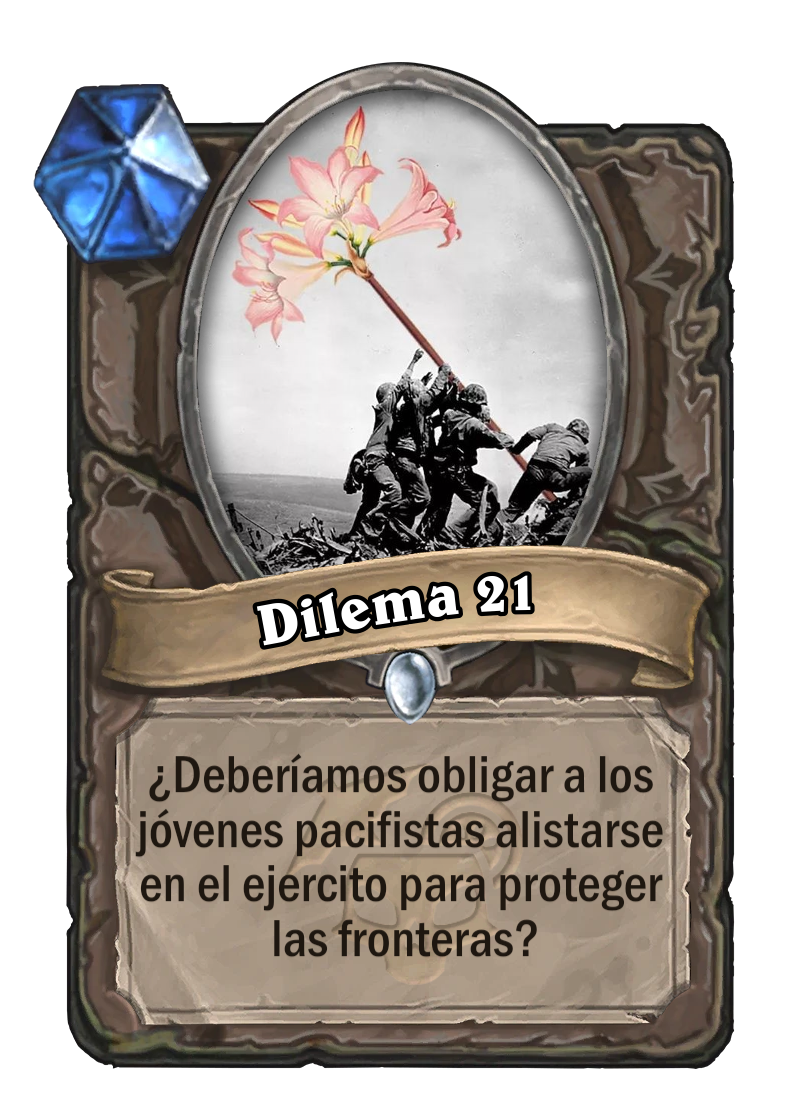 Dilema 21
¿Deberíamos obligar a los
jóvenes pacifistas alistarse
en el ejercito para proteger
las fronteras?